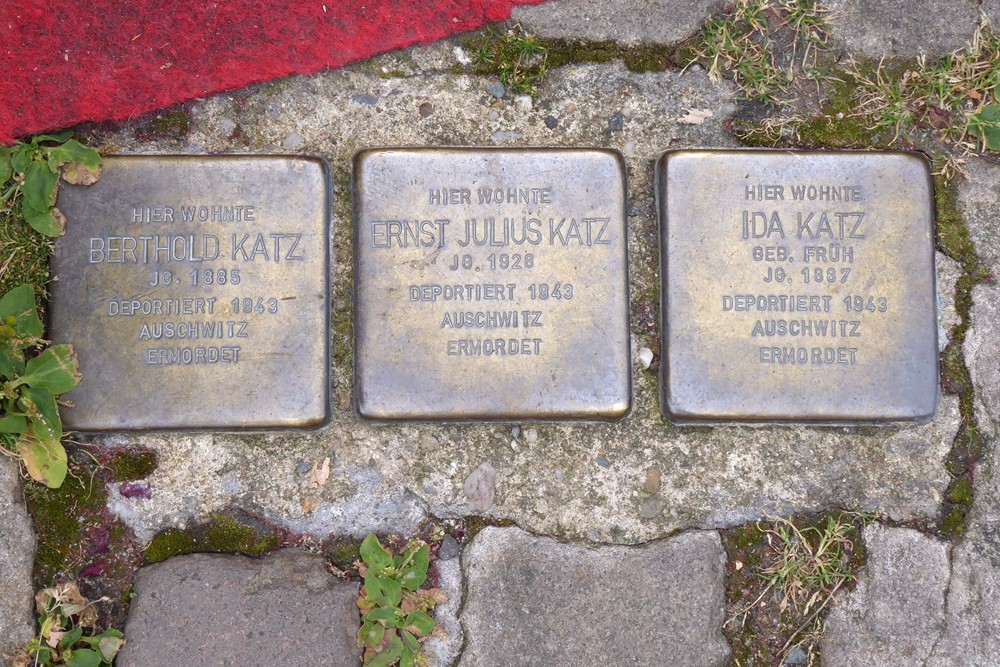 HIER WOHNTE
BERTHOLD KATZ
JG. 1885
DEPORTIERT 1943
AUSCHWITZ
ERMORDET
HIER WOHNTE
ERNST JULIUS KATZ
JG. 1928
DEPORTIERT 1943
AUSCHWITZ
ERMORDET
HIER WOHNTE
IDA KATZ
GEB. FRÜH
JG. 1887
DEPORTIERT 1943
AUSCHWITZ
ERMORDET